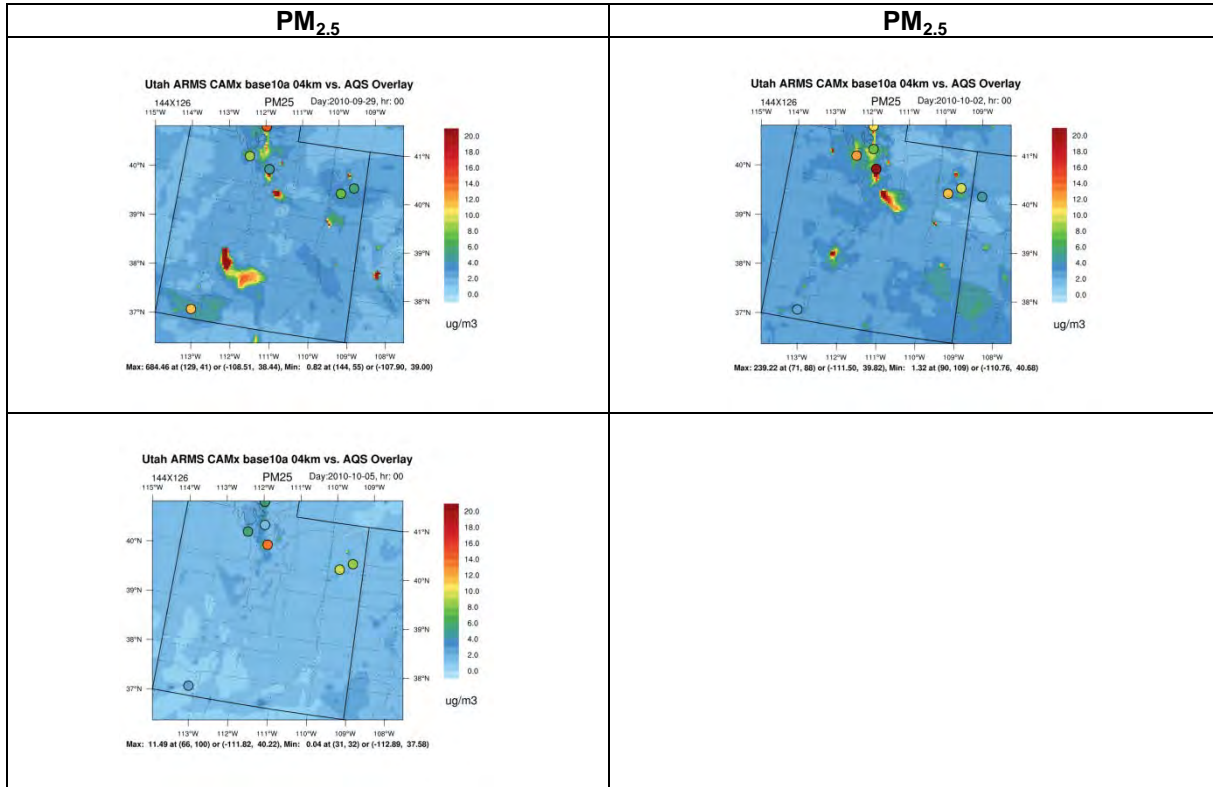 PM2.5 PM2.5
Utah ARMS CAMx base10a 04km vs. AQS Overlay
144X126 PM25 Day:2010-09-29, hr: 00
115°W 114°W 113°W 112°W 111°W 110°W 109°W
20.0
41°N
40°N
18.0
16.0
14.0
39°N
12.0
40°N
10.0
8.0
39°N
38°N
6.0
4.0
2.0
38°N
37°N
0.0
ug/m3
113°W 112°W 111°W 110°W 109°W 108°W
Max: 684.46 at (129, 41) or (-108.51, 38.44), Min: 0.82 at (144, 55) or (-107.90, 39.00)
Utah ARMS CAMx base10a 04km vs. AQS Overlay
144X126 PM25 Day:2010-10-02, hr: 00
115°W 114°W 113°W 112°W 111°W 110°W 109°W
20.0
41°N
40°N
18.0
16.0
14.0
39°N
12.0
40°N
10.0
8.0
39°N
38°N
6.0
4.0
2.0
38°N
37°N
0.0
ug/m3
113°W 112°W 111°W 110°W 109°W 108°W
Max: 239.22 at (71, 88) or (-111.50, 39.82), Min: 1.32 at (90, 109) or (-110.76, 40.68)
Utah ARMS CAMx base10a 04km vs. AQS Overlay
144X126 PM25 Day:2010-10-05, hr: 00
115°W 114°W 113°W 112°W 111°W 110°W 109°W
20.0
41°N
40°N
18.0
16.0
14.0
39°N
12.0
40°N
10.0
8.0
39°N
38°N
6.0
4.0
2.0
38°N
37°N
0.0
ug/m3
113°W 112°W 111°W 110°W 109°W 108°W
Max: 11.49 at (66, 100) or (-111.82, 40.22), Min: 0.04 at (31, 32) or (-112.89, 37.58)